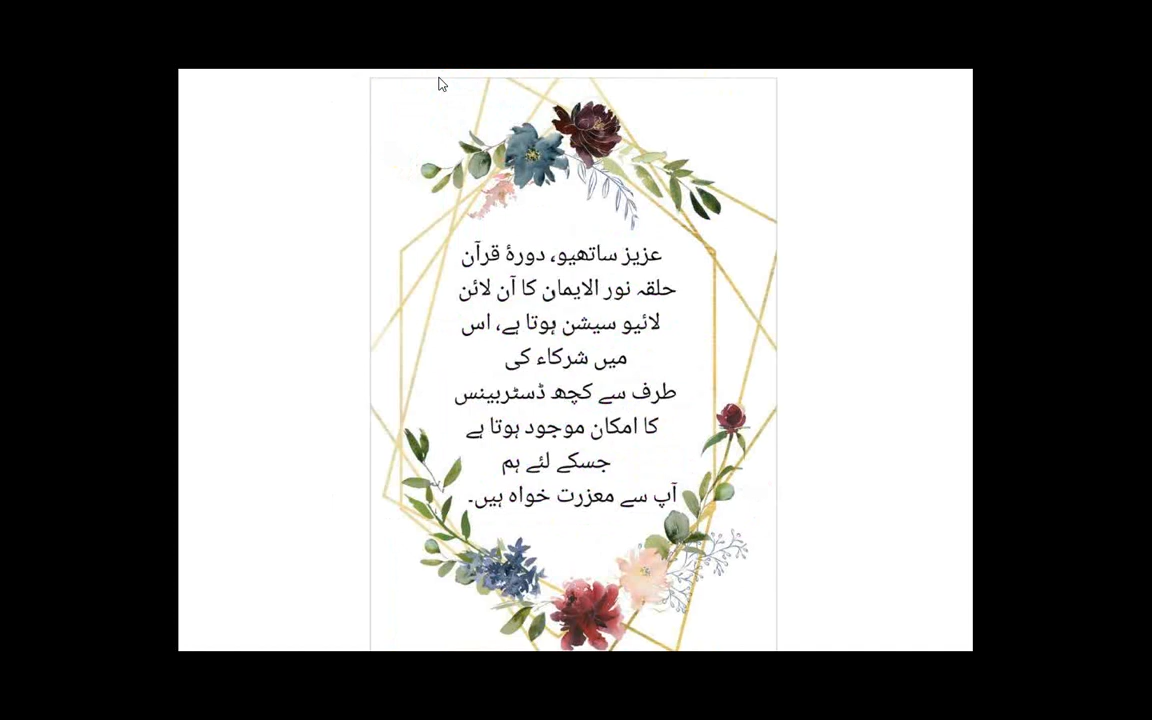 عزیز ساتھیو، دورۂ قرآن
حلقہ نور الایمان کا آن لائن
لائیو سیشن ہوتا ہے، اس
میں شرکاء کی
طرف سے کچھ ڈسٹربینس
کا امکان موجود ہوتا ہے
جسکے لئے ہم
آپ سے معزرت خواہ ہیں۔